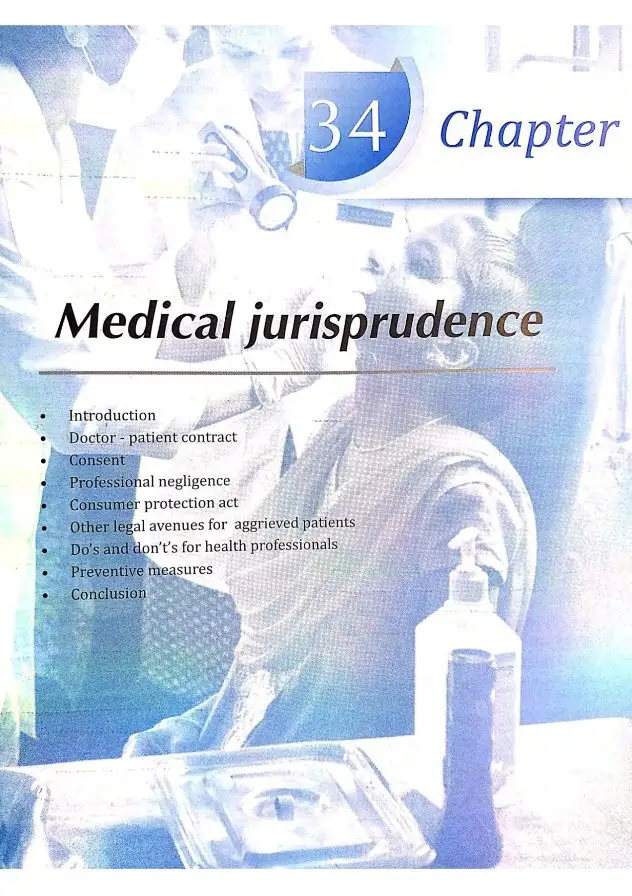 34 Chapter
Medical jurisprudence
• Introduction
• Doctor - patient contract
• Consent
• Professional negligence
• Consumer protection act
• Other legal avenues for aggrieved patients
• Do's and don't's for health professionals
• Preventive measures
• Conclusion